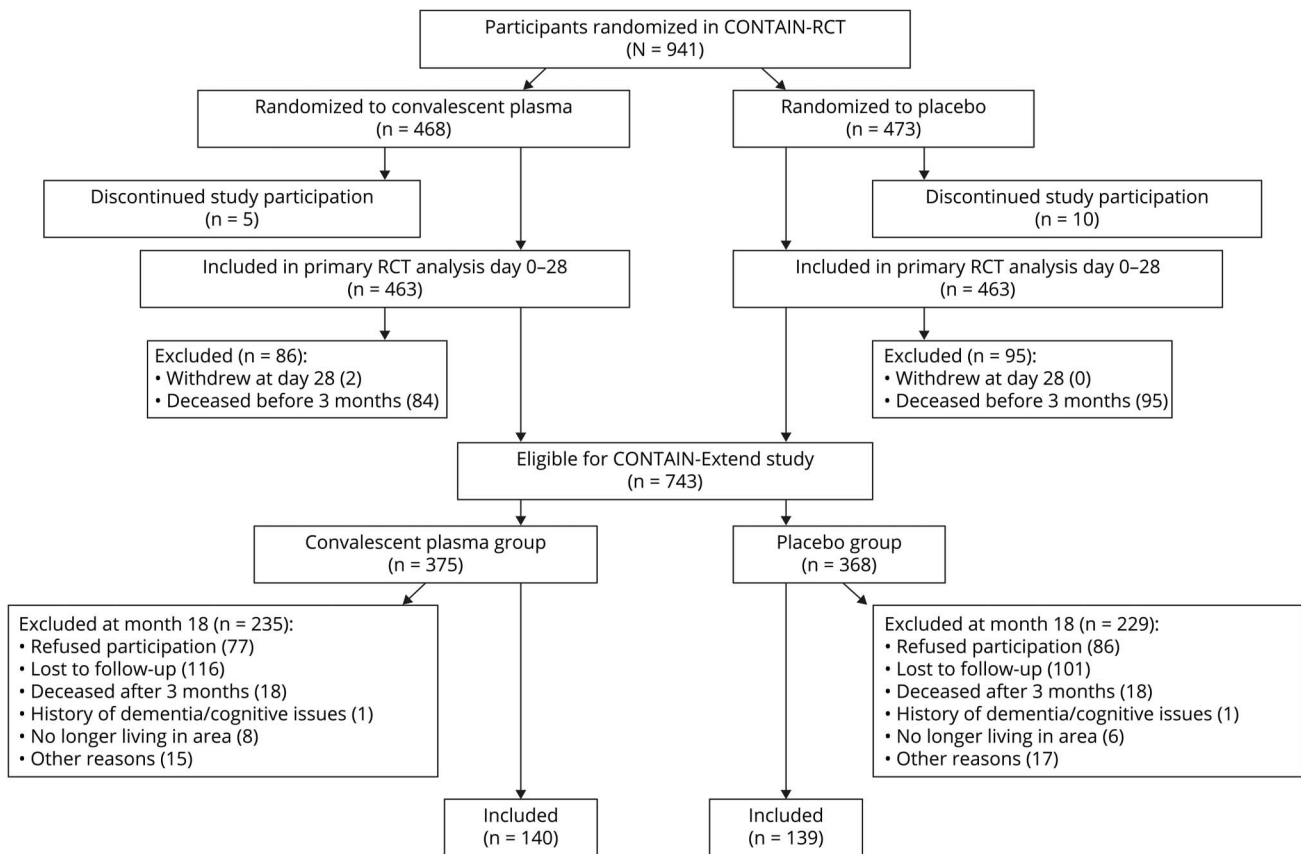 Participants randomized in CONTAIN-RCT
(N = 941)
Randomized to convalescent plasma
(n = 468)
Randomized to placebo
(n = 473)
Discontinued study participation
(n = 5)
Discontinued study participation
(n = 10)
Included in primary RCT analysis day 0–28
(n = 463)
Included in primary RCT analysis day 0–28
(n = 463)
Excluded (n = 86):
• Withdrew at day 28 (2)
• Deceased before 3 months (84)
Excluded (n = 95):
• Withdrew at day 28 (0)
• Deceased before 3 months (95)
Eligible for CONTAIN-Extend study
(n = 743)
Convalescent plasma group
(n = 375)
Placebo group
(n = 368)
Excluded at month 18 (n = 235):
• Refused participation (77)
• Lost to follow-up (116)
• Deceased after 3 months (18)
• History of dementia/cognitive issues (1)
• No longer living in area (8)
• Other reasons (15)
Excluded at month 18 (n = 229):
• Refused participation (86)
• Lost to follow-up (101)
• Deceased after 3 months (18)
• History of dementia/cognitive issues (1)
• No longer living in area (6)
• Other reasons (17)
Included
(n = 140)
Included
(n = 139)